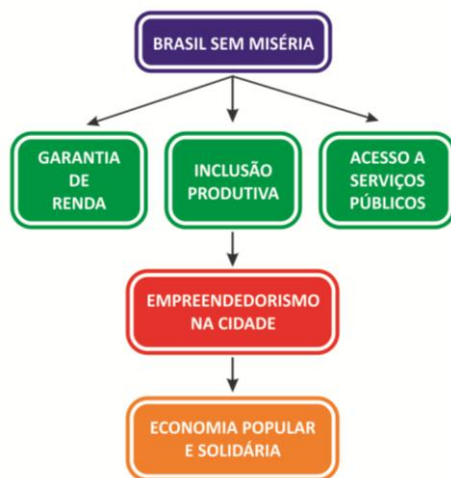 BRASIL SEM MISÉRIA
GARANTIA
DE
RENDA
INCLUSÃO
PRODUTIVA
ACESSO A
SERVIÇOS
PÚBLICOS
EMPREENDEDORISMO
NA CIDADE
ECONOMIA POPULAR
E SOLIDÁRIA